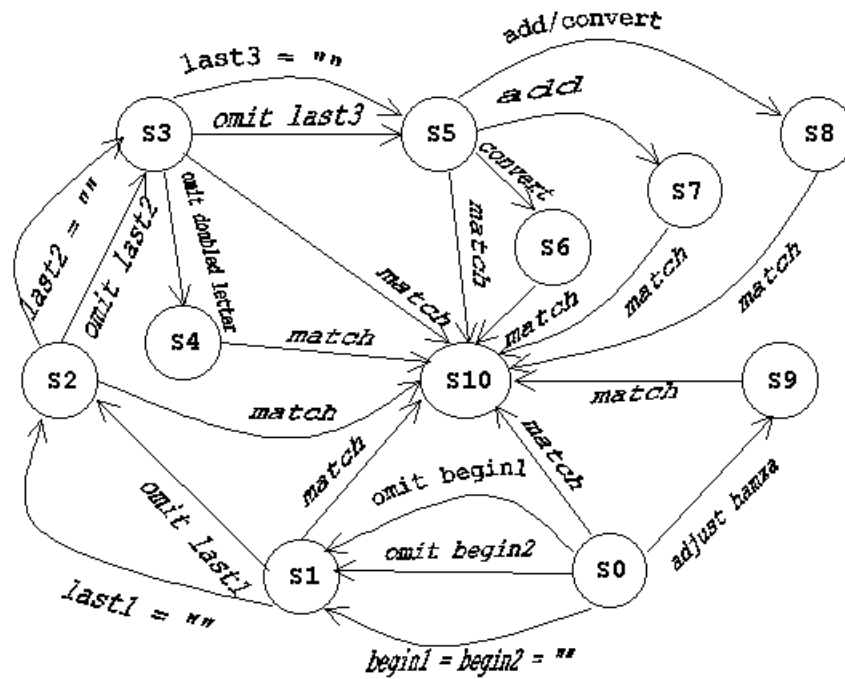 add/convert
last3 = ""
add
S3
omit last3
S5
S8
convert
S7
last2 = ""
omit last2
omit dombled letter
match
S6
match
match
match
match
S4
match
S2
match
S10
match
S9
match
match
omit begin1
omit last1
adjust hamza
S1
omit begin2
S0
last1 = ""
begin1 = begin2 = ""